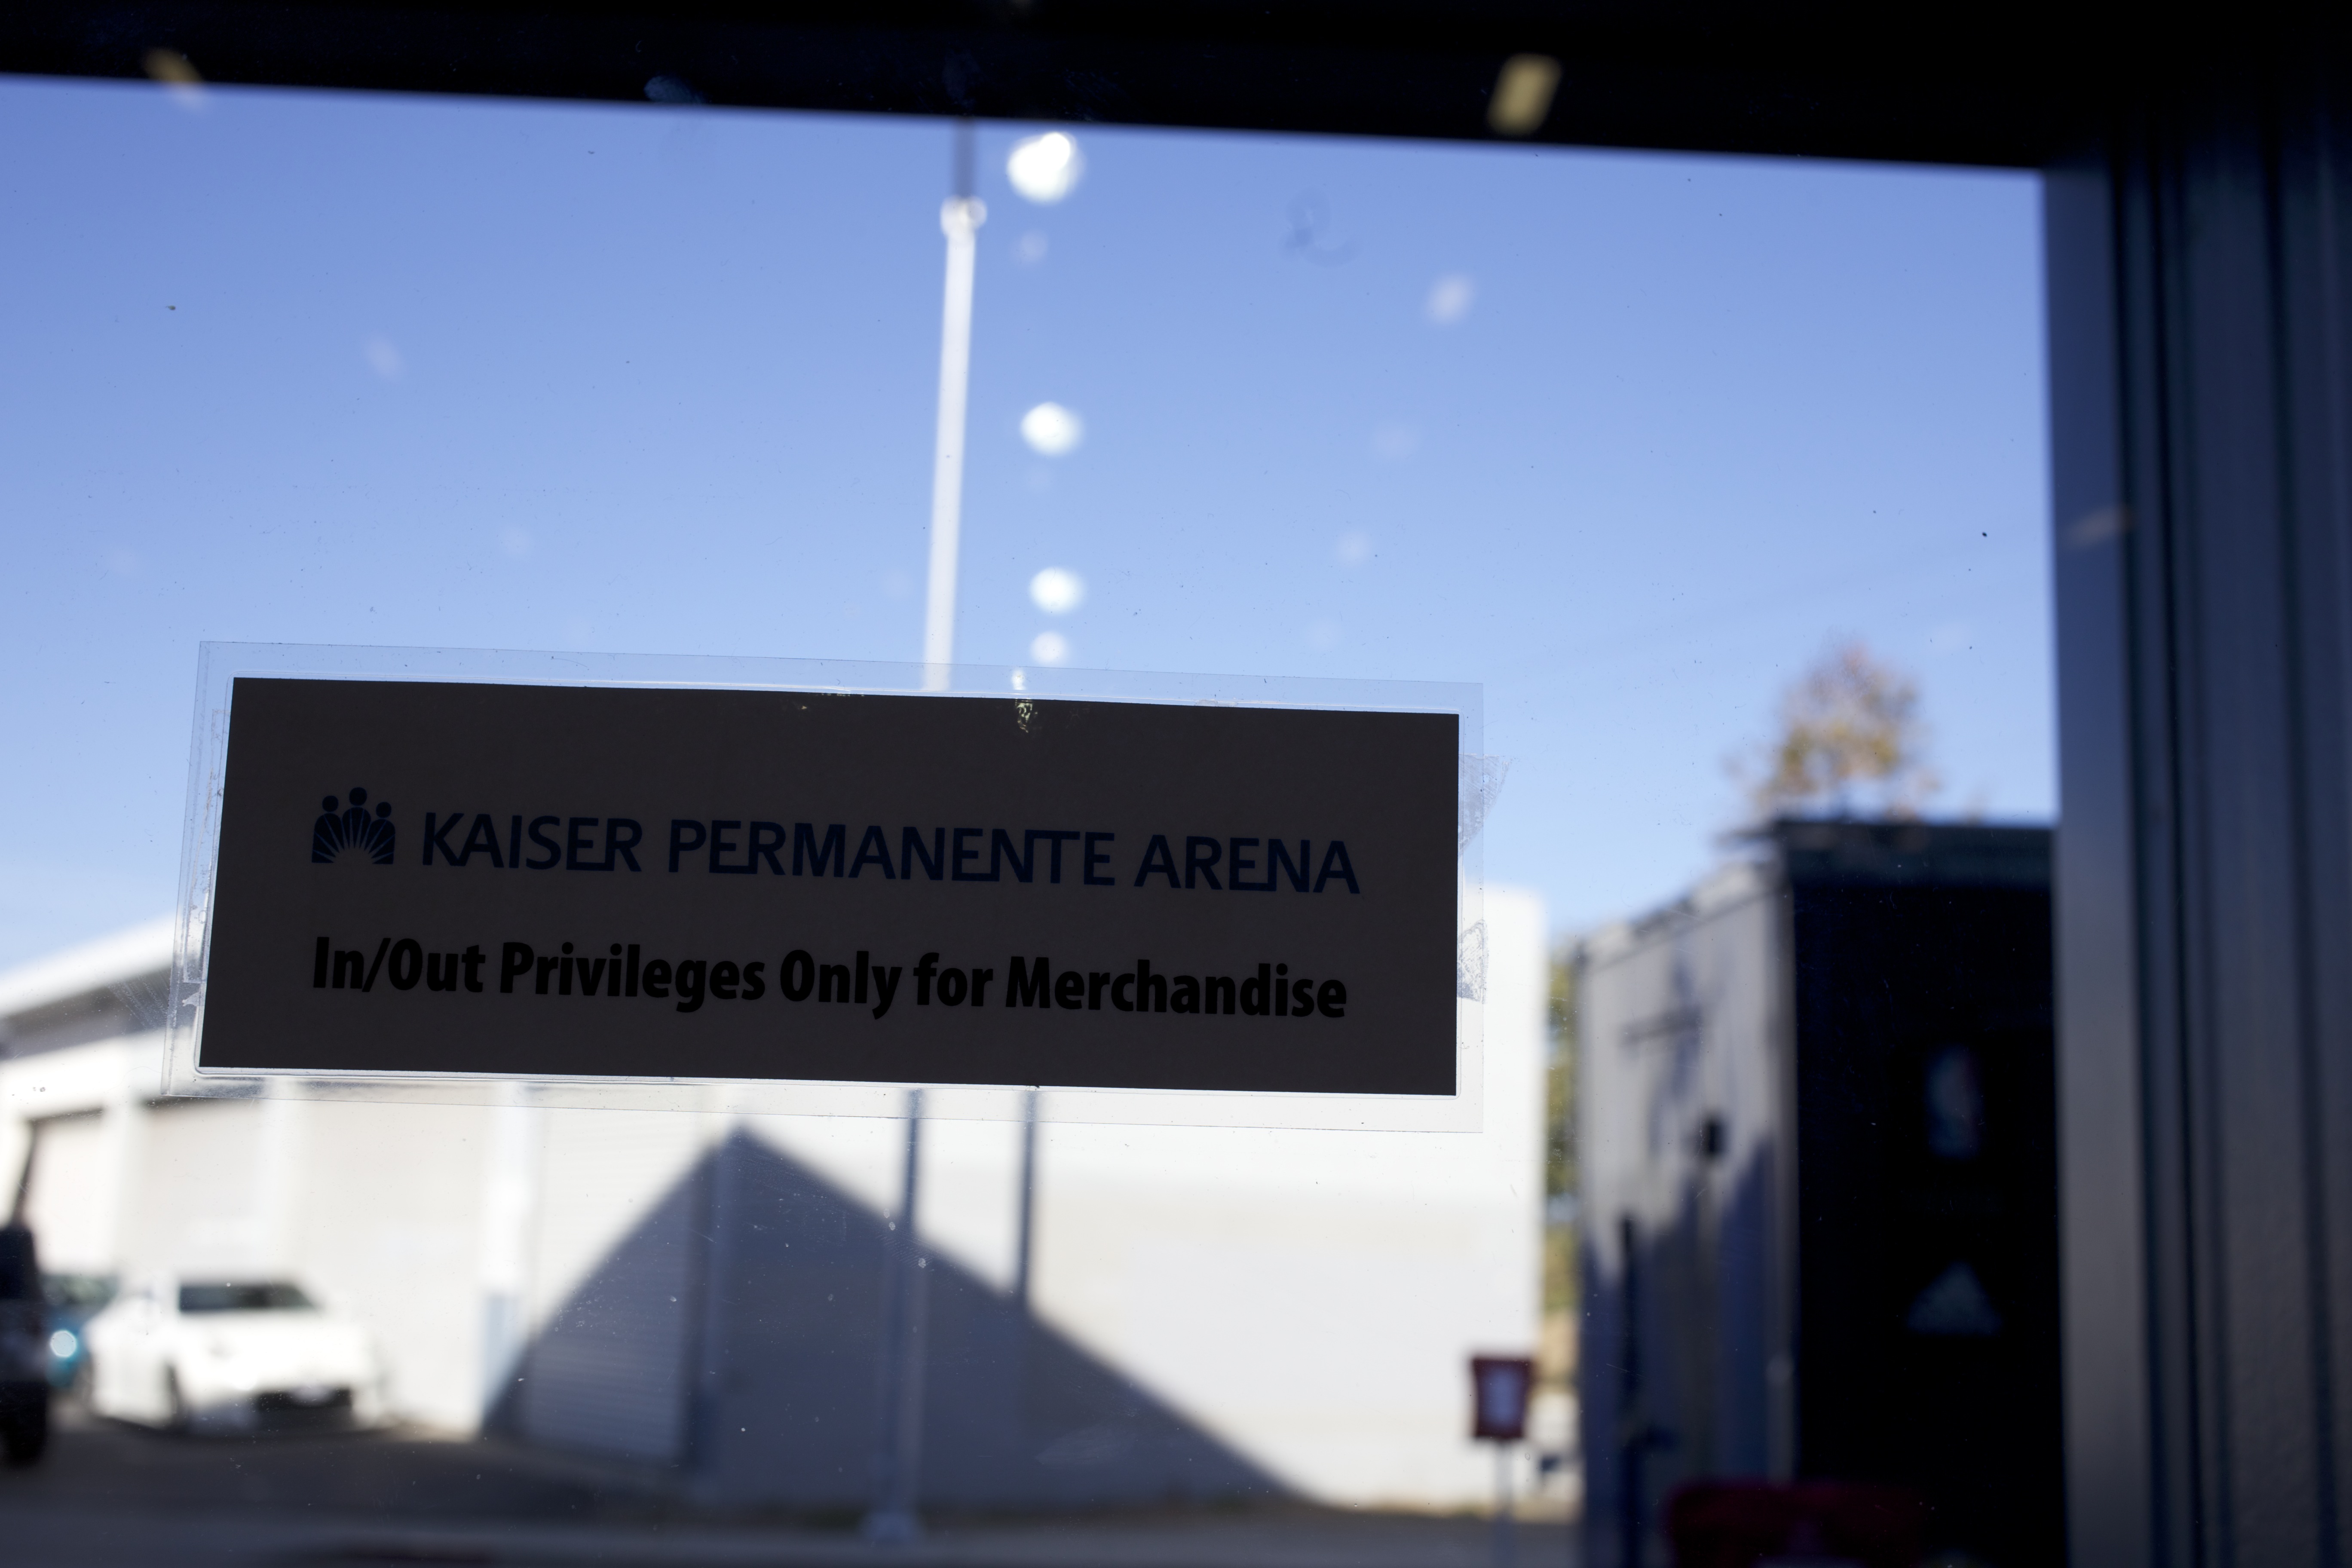 KAISER PERMANENTE ARENA
In/Out Privileges Only for Merchandise